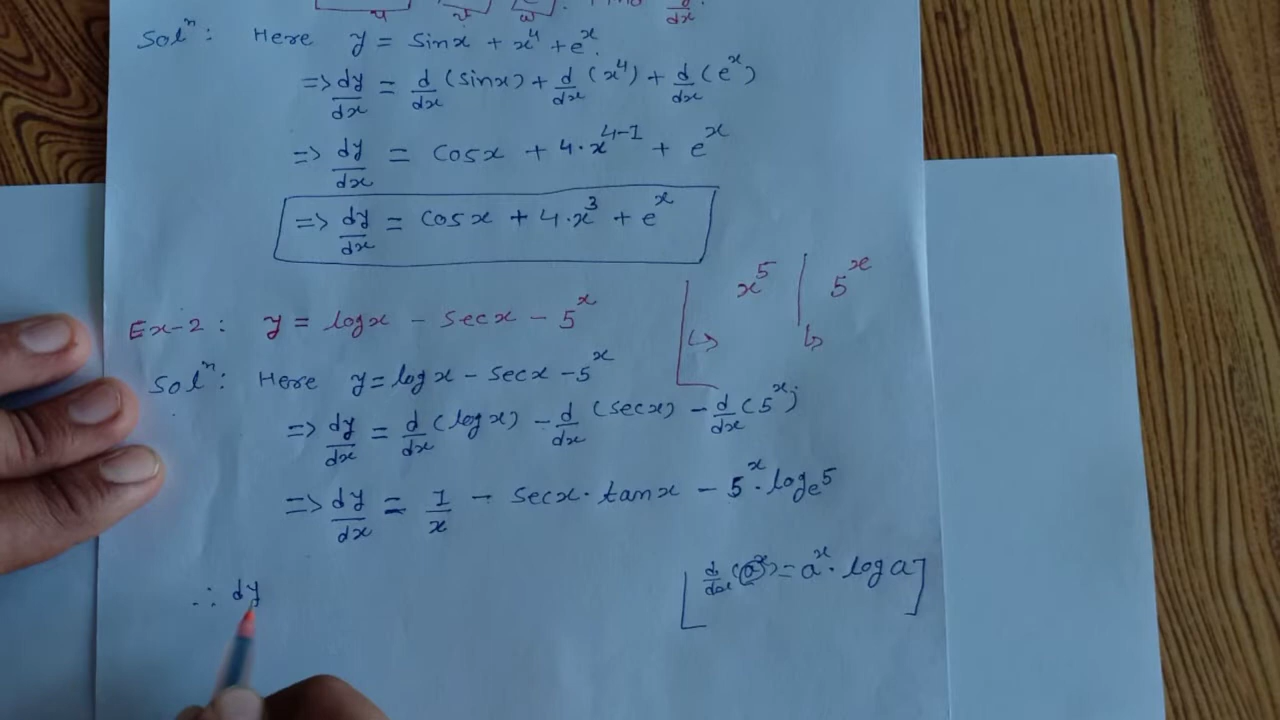 u v w dy/dx.
Solⁿ: Here y = sinx + x⁴ + eˣ.
=> dy/dx = d/dx (sinx) + d/dx (x⁴) + d/dx (eˣ)
=> dy/dx = cosx + 4·x⁴⁻¹ + eˣ
=> dy/dx = cosx + 4·x³ + eˣ
x⁵ | 5ˣ
Ex-2: y = logx - secx - 5ˣ
↳ ↳
Solⁿ: Here y = logx - secx - 5ˣ
=> dy/dx = d/dx (logx) - d/dx (secx) - d/dx (5ˣ)
=> dy/dx = 1/x - secx·tanx - 5ˣ·logₑ5
[d/dx (aˣ) = aˣ·log a]
∴ dy